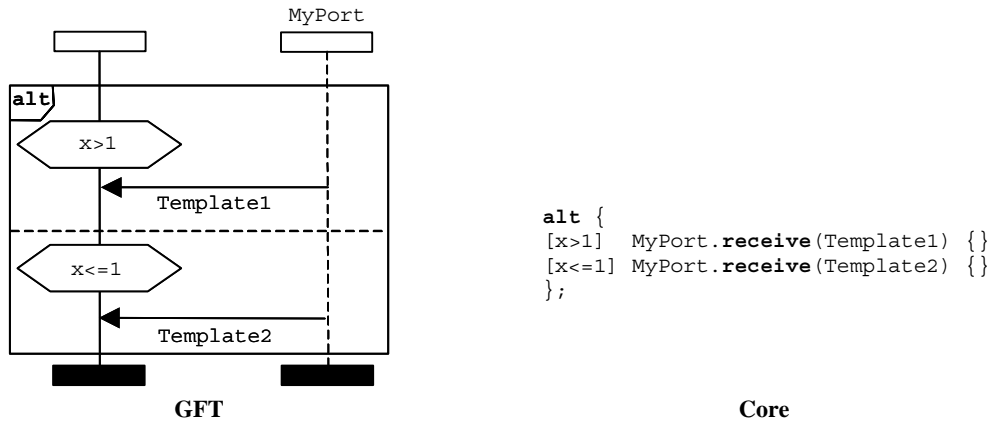 MyPort
alt
x>1
Template1
x<=1
Template2
GFT
alt {
[x>1]  MyPort.receive(Template1) {}
[x<=1] MyPort.receive(Template2) {}
};
Core